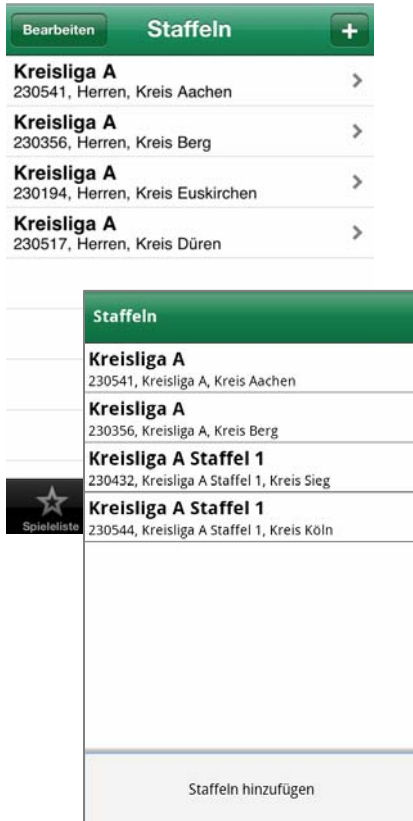 Bearbeiten Staffeln +
Kreisliga A
230541, Herren, Kreis Aachen
Kreisliga A
230356, Herren, Kreis Berg
Kreisliga A
230194, Herren, Kreis Euskirchen
Kreisliga A
230517, Herren, Kreis Düren
Spieleliste
Staffeln
Kreisliga A
230541, Kreisliga A, Kreis Aachen
Kreisliga A
230356, Kreisliga A, Kreis Berg
Kreisliga A Staffel 1
230432, Kreisliga A Staffel 1, Kreis Sieg
Kreisliga A Staffel 1
230544, Kreisliga A Staffel 1, Kreis Köln
Staffeln hinzufügen